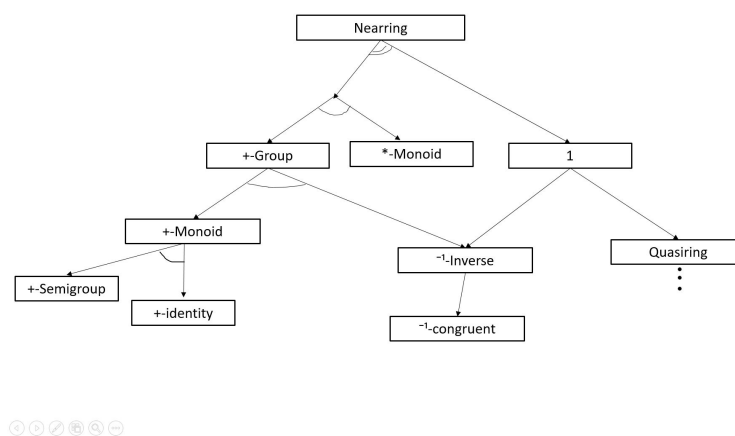 Nearring
+-Group
*-Monoid
1
+-Monoid
⁻¹-Inverse
Quasiring
+-Semigroup
+-identity
⁻¹-congruent